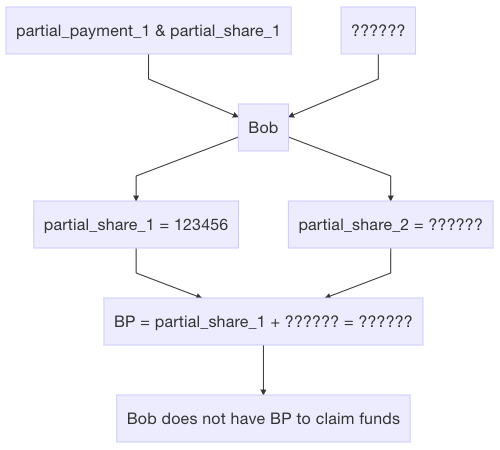 partial_payment_1 & partial_share_1
??????
Bob
partial_share_1 = 123456
partial_share_2 = ??????
BP = partial_share_1 + ?????? = ??????
Bob does not have BP to claim funds